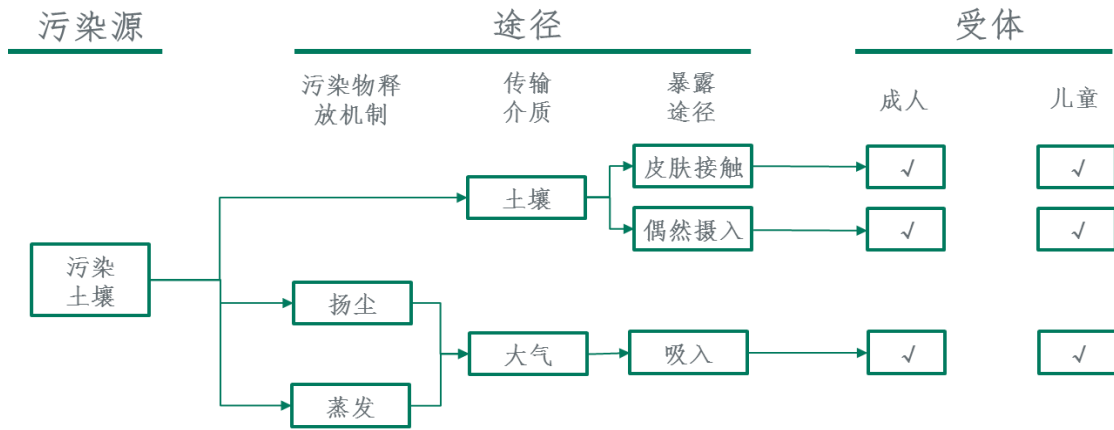 污染源
途径
受体
污染物释
放机制
传输
介质
暴露
途径
成人
儿童
皮肤接触
√
√
土壤
偶然摄入
√
√
污染
土壤
扬尘
大气
吸入
√
√
蒸发